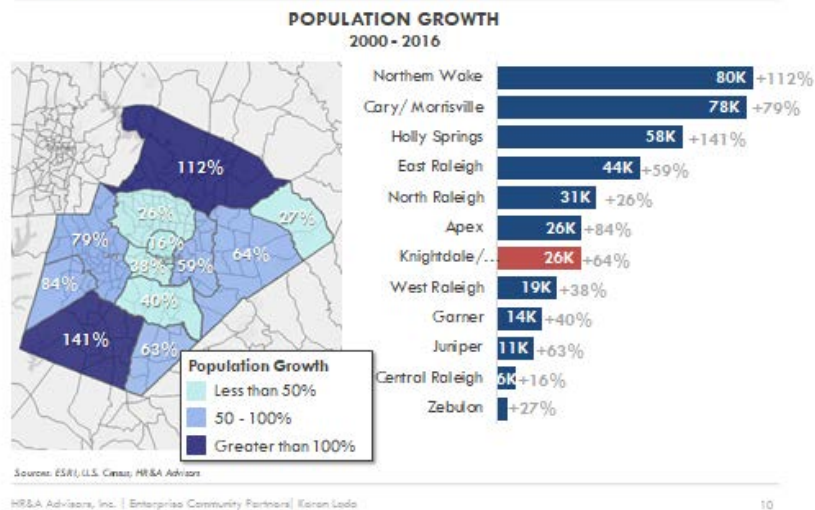 POPULATION GROWTH
2000 - 2016
112%
26%
27%
16%
79%
64%
38%
59%
84%
40%
141%
63%
Population Growth
Less than 50%
50 - 100%
Greater than 100%
Northern Wake 80K +112%
Cary/ Morrisville 78K +79%
Holly Springs 58K +141%
East Raleigh 44K +59%
North Raleigh 31K +26%
Apex 26K +84%
Knightdale/... 26K +64%
West Raleigh 19K +38%
Garner 14K +40%
Juniper 11K +63%
Central Raleigh 6K +16%
Zebulon +27%
Sources: ESRI, U.S. Census, HR&A Advisors
HR&A Advisors, Inc. | Enterprise Community Partners| Karen Lado
10